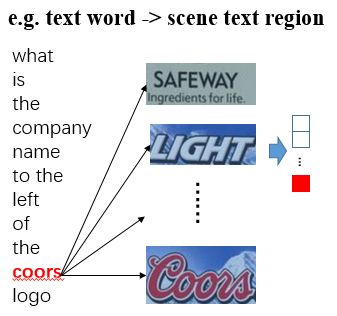 e.g. text word -> scene text region
what
is
the
company
name
to the
left
of
the
coors
logo
SAFEWAY
Ingredients for life.
LIGHT
Coors